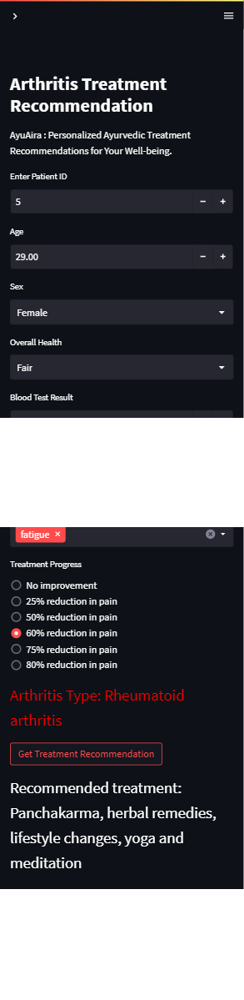 Arthritis Treatment
Recommendation
AyuAira : Personalized Ayurvedic Treatment
Recommendations for Your Well-being.
Enter Patient ID
5
Age
29.00
Sex
Female
Overall Health
Fair
Blood Test Result
fatigue ×
Treatment Progress
No improvement
25% reduction in pain
50% reduction in pain
60% reduction in pain
75% reduction in pain
80% reduction in pain
Arthritis Type: Rheumatoid
arthritis
Get Treatment Recommendation
Recommended treatment:
Panchakarma, herbal remedies,
lifestyle changes, yoga and
meditation